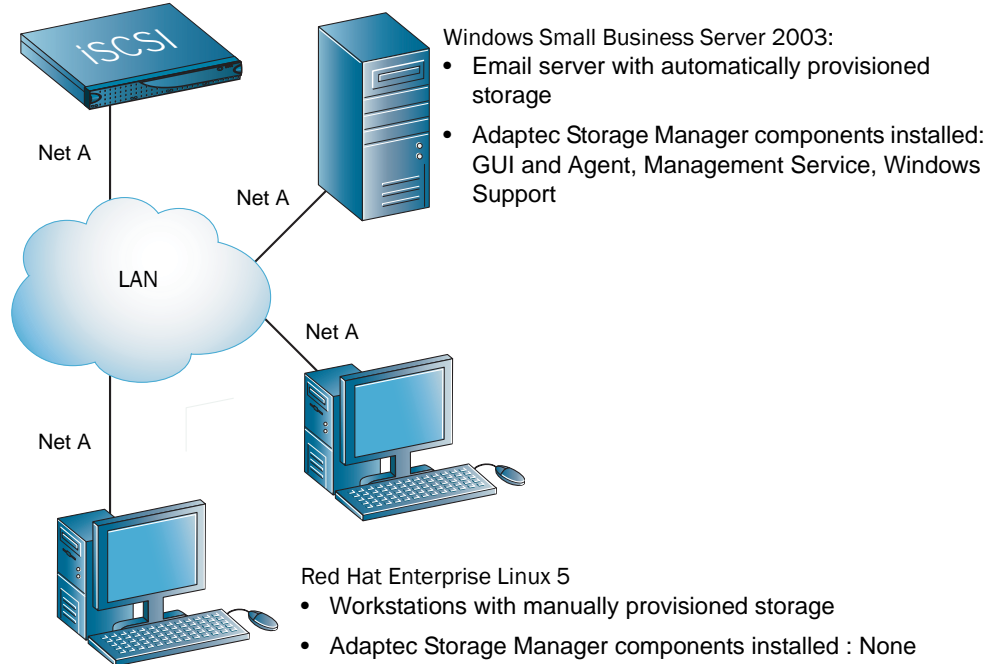 iSCSI
Windows Small Business Server 2003:
• Email server with automatically provisioned
storage
• Adaptec Storage Manager components installed:
GUI and Agent, Management Service, Windows
Support
Net A
Net A
LAN
Net A
Net A
Red Hat Enterprise Linux 5
• Workstations with manually provisioned storage
• Adaptec Storage Manager components installed : None